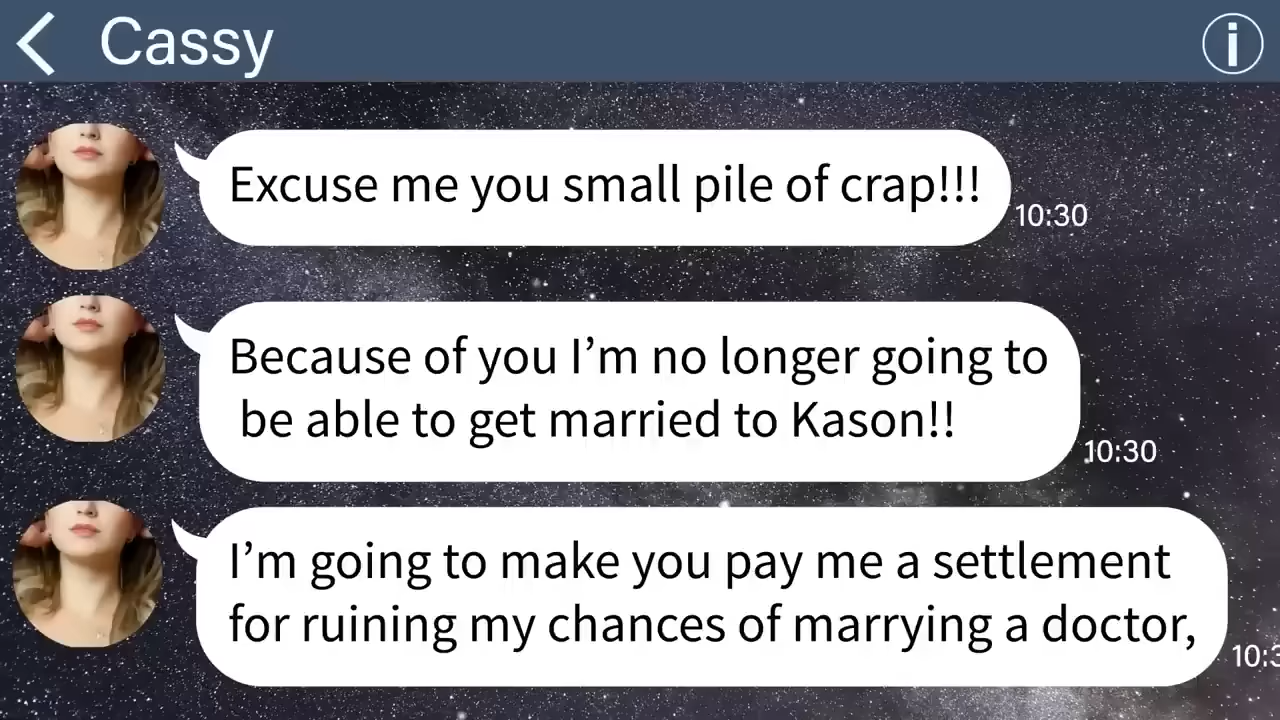 Cassy
Excuse me you small pile of crap!!!
10:30
Because of you I’m no longer going to
be able to get married to Kason!!
10:30
I’m going to make you pay me a settlement
for ruining my chances of marrying a doctor,
10:3